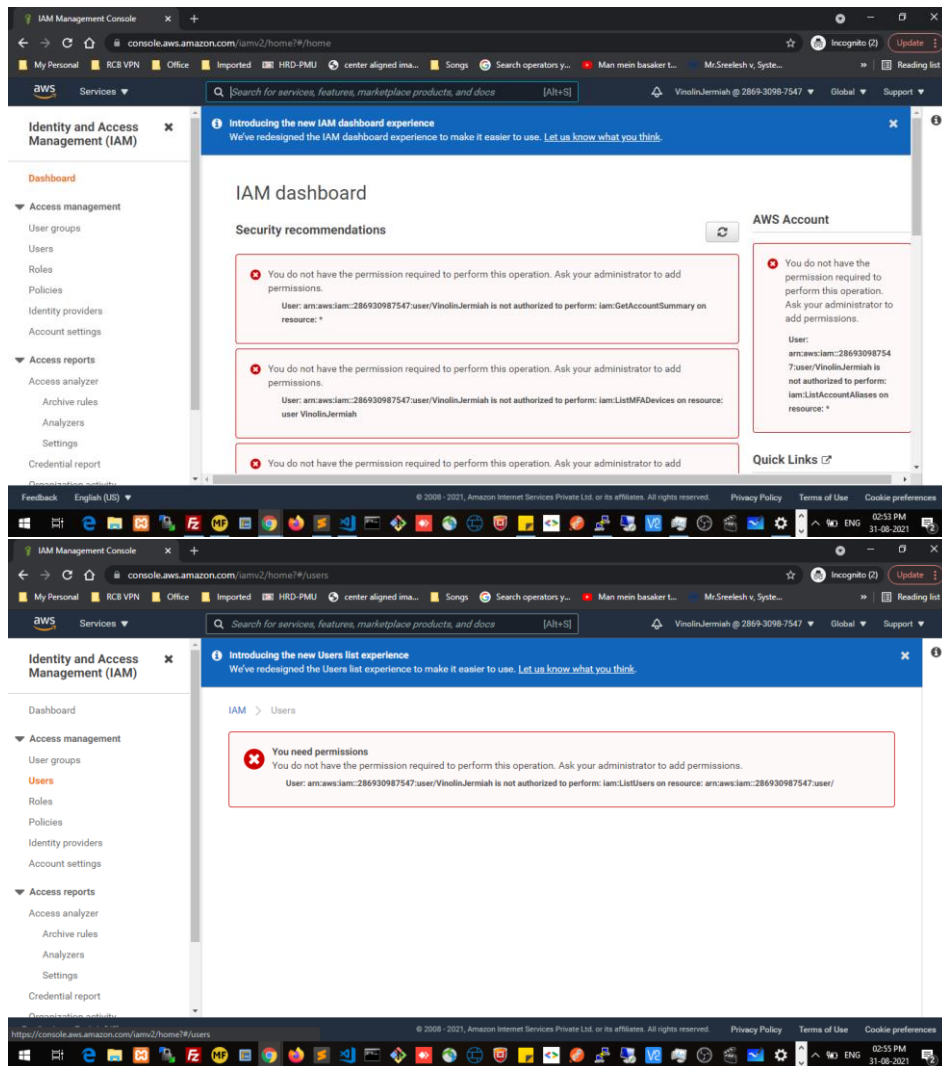 IAM Management Console
console.aws.amazon.com/iamv2/home?#/home
Incognito (2)
Update
My Personal
RCB VPN
Office
Imported
HRD-PMU
center aligned ima...
Songs
Search operators y...
Man mein basaker t...
Mr.Sreelesh v, Syste...
»
Reading list
aws
Services
Search for services, features, marketplace products, and docs
[Alt+S]
VinolinJermiah @ 2869-3098-7547
Global
Support
Identity and Access
Management (IAM)
Dashboard
Access management
User groups
Users
Roles
Policies
Identity providers
Account settings
Access reports
Access analyzer
Archive rules
Analyzers
Settings
Credential report
Organization activity
Introducing the new IAM dashboard experience
We've redesigned the IAM dashboard experience to make it easier to use. Let us know what you think.
IAM dashboard
Security recommendations
You do not have the permission required to perform this operation. Ask your administrator to add
permissions.
User: arn:aws:iam::286930987547:user/VinolinJermiah is not authorized to perform: iam:GetAccountSummary on
resource: *
You do not have the permission required to perform this operation. Ask your administrator to add
permissions.
User: arn:aws:iam::286930987547:user/VinolinJermiah is not authorized to perform: iam:ListMFADevices on resource:
user VinolinJermiah
You do not have the permission required to perform this operation. Ask your administrator to add
AWS Account
You do not have the
permission required to
perform this operation.
Ask your administrator to
add permissions.
User:
arn:aws:iam::28693098754
7:user/VinolinJermiah is
not authorized to perform:
iam:ListAccountAliases on
resource: *
Quick Links
Feedback
English (US)
© 2008 - 2021, Amazon Internet Services Private Ltd. or its affiliates. All rights reserved.
Privacy Policy
Terms of Use
Cookie preferences
ENG
02:53 PM
31-08-2021
IAM Management Console
console.aws.amazon.com/iamv2/home?#/users
Incognito (2)
Update
My Personal
RCB VPN
Office
Imported
HRD-PMU
center aligned ima...
Songs
Search operators y...
Man mein basaker t...
Mr.Sreelesh v, Syste...
»
Reading list
aws
Services
Search for services, features, marketplace products, and docs
[Alt+S]
VinolinJermiah @ 2869-3098-7547
Global
Support
Identity and Access
Management (IAM)
Dashboard
Access management
User groups
Users
Roles
Policies
Identity providers
Account settings
Access reports
Access analyzer
Archive rules
Analyzers
Settings
Credential report
Organization activity
Introducing the new Users list experience
We've redesigned the Users list experience to make it easier to use. Let us know what you think.
IAM > Users
You need permissions
You do not have the permission required to perform this operation. Ask your administrator to add permissions.
User: arn:aws:iam::286930987547:user/VinolinJermiah is not authorized to perform: iam:ListUsers on resource: arn:aws:iam::286930987547:user/
https://console.aws.amazon.com/iamv2/home?#/users
© 2008 - 2021, Amazon Internet Services Private Ltd. or its affiliates. All rights reserved.
Privacy Policy
Terms of Use
Cookie preferences
ENG
02:55 PM
31-08-2021